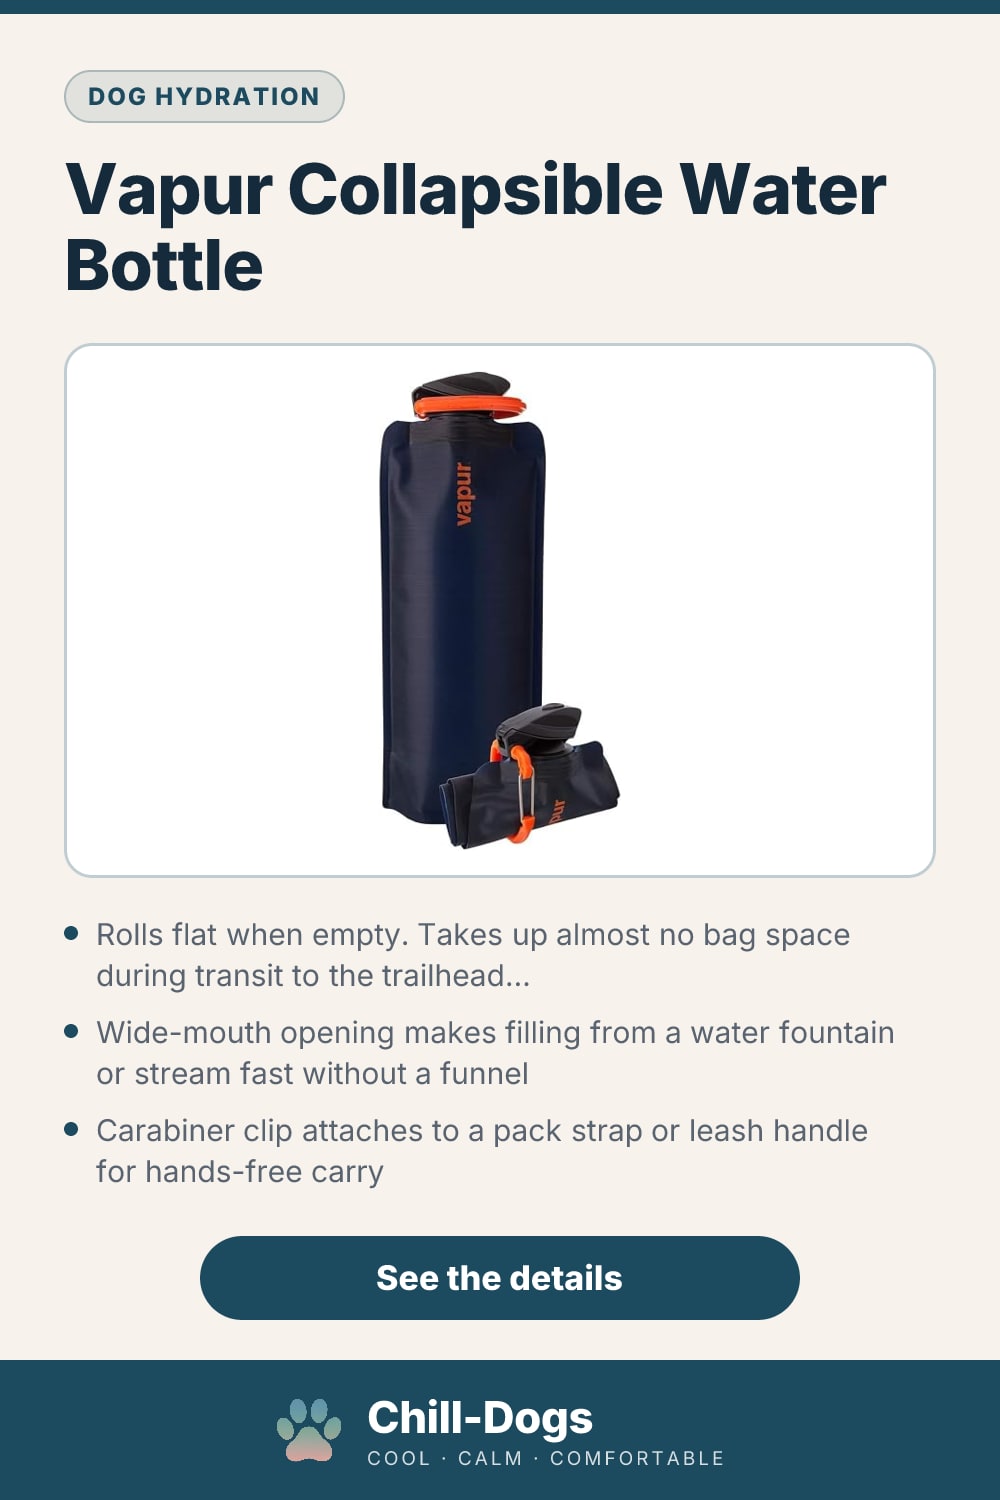 DOG HYDRATION
Vapur Collapsible Water
Bottle
vapur
pur
Rolls flat when empty. Takes up almost no bag space
during transit to the trailhead...
Wide-mouth opening makes filling from a water fountain
or stream fast without a funnel
Carabiner clip attaches to a pack strap or leash handle
for hands-free carry
See the details
Chill-Dogs
COOL · CALM · COMFORTABLE